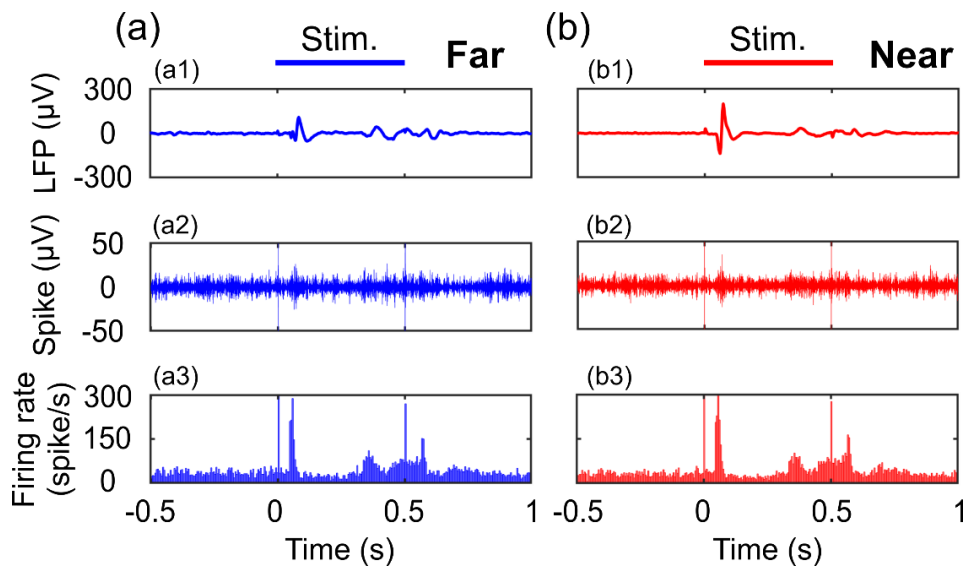 (a) (b)
Stim. Far Stim. Near
(a1) (b1)
LFP (µV)
300
0
-300
(a2) (b2)
Spike (µV)
50
0
-50
(a3) (b3)
Firing rate
(spike/s)
300
150
0
-0.5 0 0.5 1 -0.5 0 0.5 1
Time (s) Time (s)